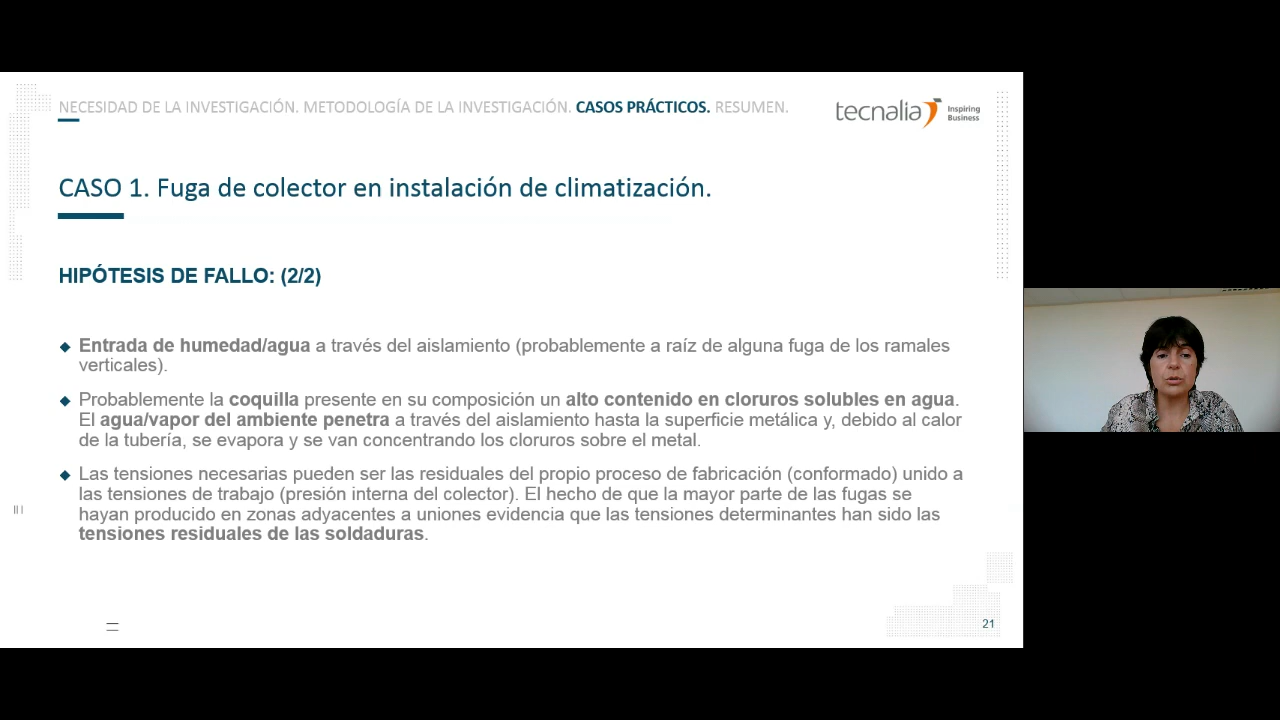 NECESIDAD DE LA INVESTIGACIÓN. METODOLOGÍA DE LA INVESTIGACIÓN. CASOS PRÁCTICOS. RESUMEN.
tecnalia Inspiring Business
CASO 1. Fuga de colector en instalación de climatización.
HIPÓTESIS DE FALLO: (2/2)
Entrada de humedad/agua a través del aislamiento (probablemente a raíz de alguna fuga de los ramales
verticales).
Probablemente la coquilla presente en su composición un alto contenido en cloruros solubles en agua.
El agua/vapor del ambiente penetra a través del aislamiento hasta la superficie metálica y, debido al calor
de la tubería, se evapora y se van concentrando los cloruros sobre el metal.
Las tensiones necesarias pueden ser las residuales del propio proceso de fabricación (conformado) unido a
las tensiones de trabajo (presión interna del colector). El hecho de que la mayor parte de las fugas se
hayan producido en zonas adyacentes a uniones evidencia que las tensiones determinantes han sido las
tensiones residuales de las soldaduras.
21